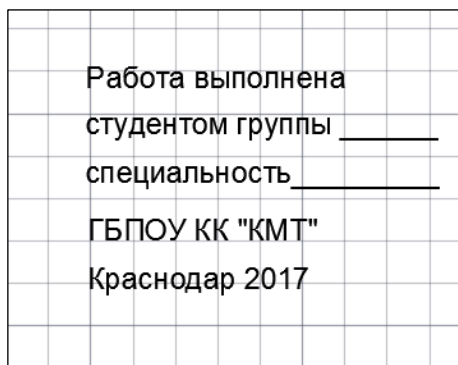 Работа выполнена
студентом группы ______
специальность_________
ГБПОУ КК "КМТ"
Краснодар 2017